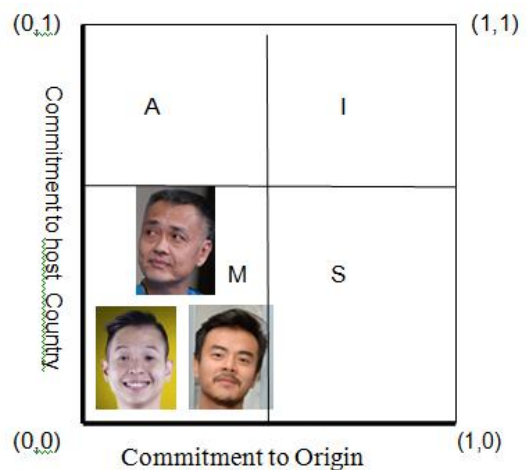 (0,1)
(1,1)
A
I
Commitment to host Country
M
S
(0,0)
(1,0)
Commitment to Origin